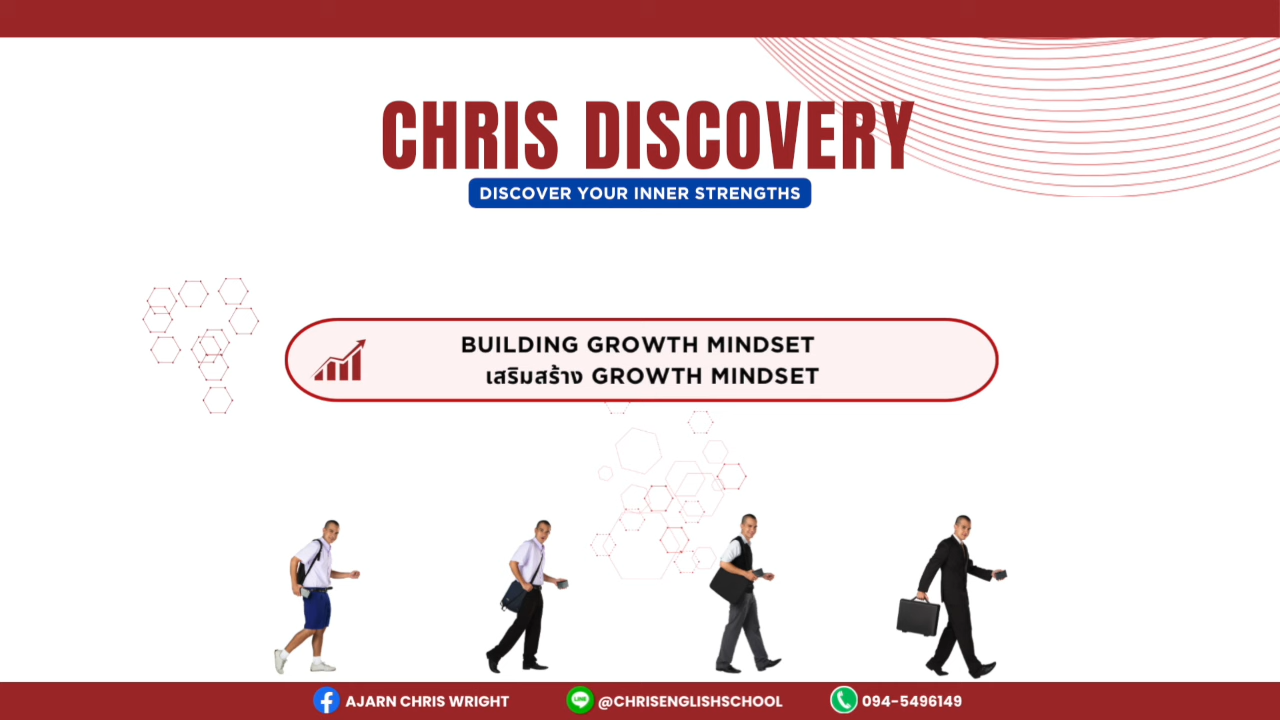 CHRIS DISCOVERY
DISCOVER YOUR INNER STRENGTHS
BUILDING GROWTH MINDSET
เสริมสร้าง GROWTH MINDSET
AJARN CHRIS WRIGHT
LINE
@CHRISENGLISHSCHOOL
094-5496149